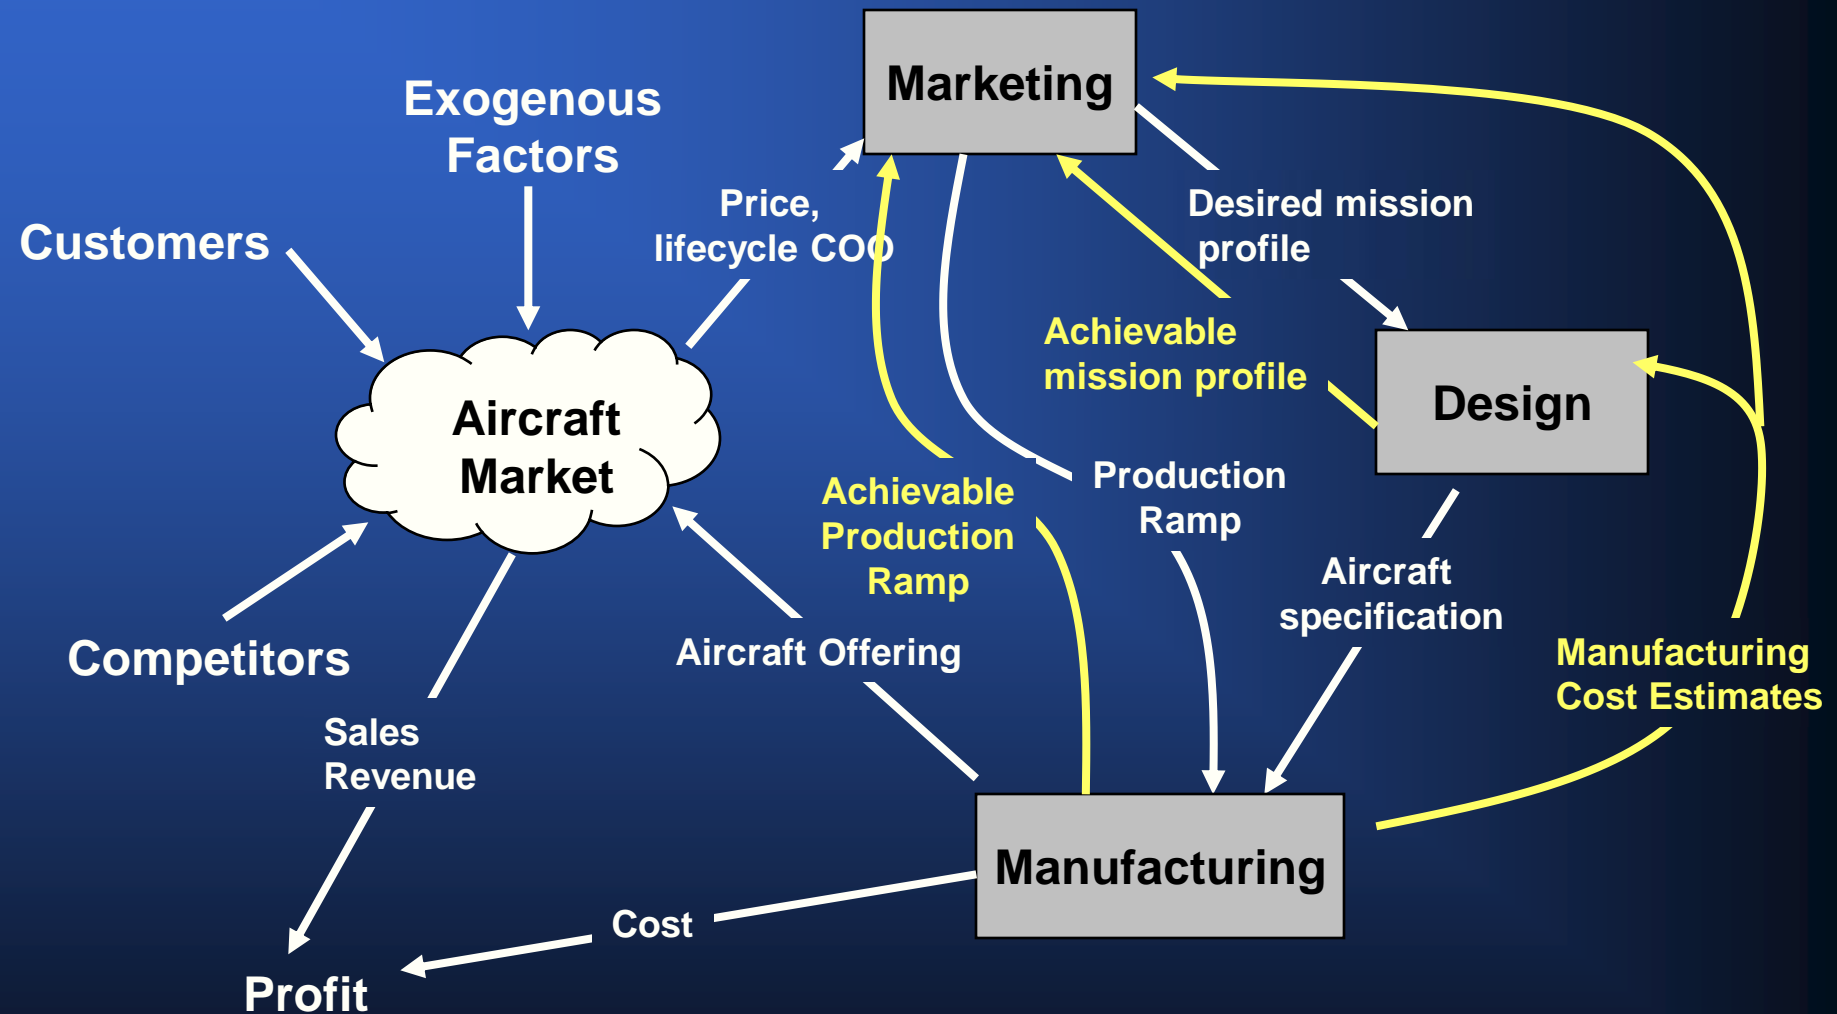 Marketing
Exogenous
Factors
Price,
lifecycle COO
Desired mission
profile
Customers
Achievable
mission profile
Design
Aircraft
Market
Achievable
Production
Ramp
Production
Ramp
Aircraft
specification
Competitors
Aircraft Offering
Manufacturing
Cost Estimates
Sales
Revenue
Manufacturing
Cost
Profit